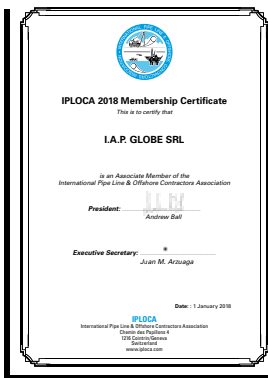 IPLOCA 2018 Membership Certificate
This is to certify that
I.A.P. GLOBE SRL
is an Associate Member of the
International Pipe Line & Offshore Contractors Association
President:
Andrew Ball
Executive Secretary:
Juan M. Arzuaga
Date: : 1 January 2018
IPLOCA
International Pipe Line & Offshore Contractors Association
Chemin des Papillons 4
1216 Cointrin/Geneva
Switzerland
www.iploca.com